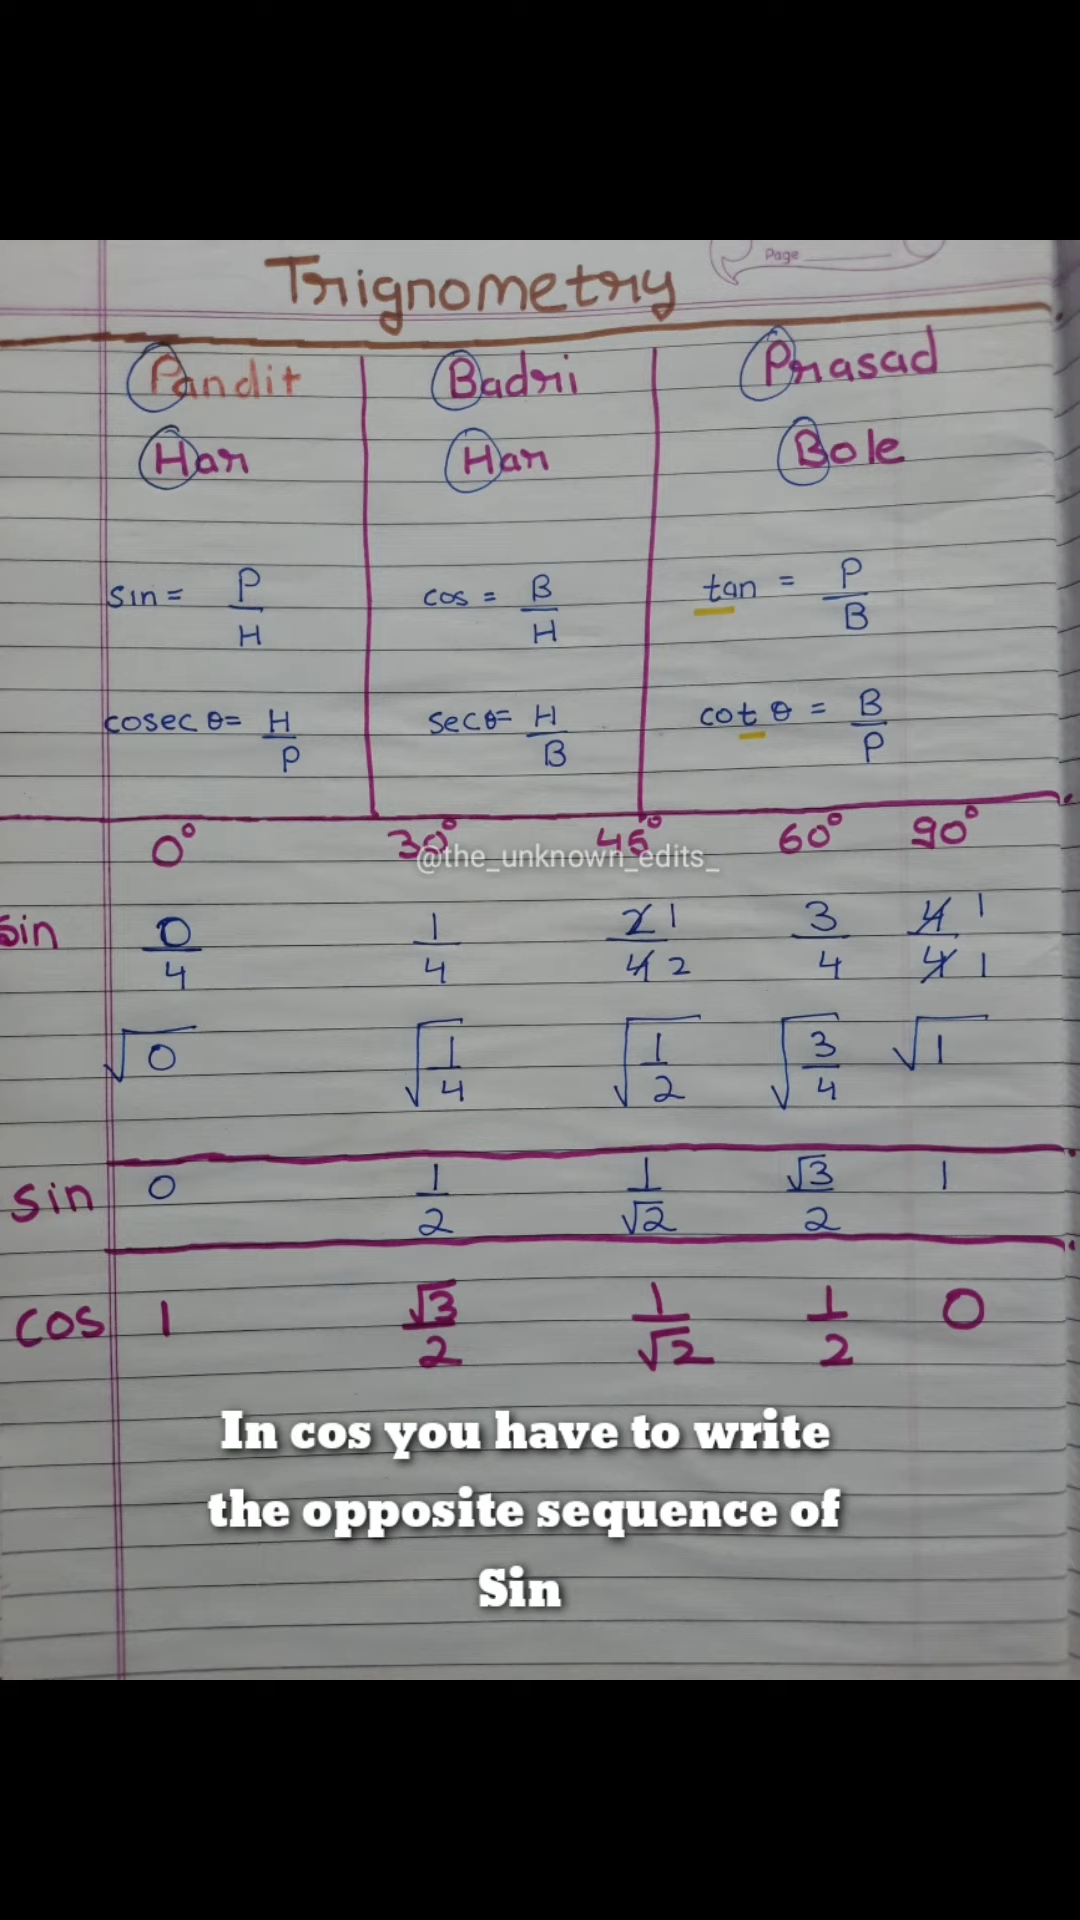 Page
Trignometry
Pandit Badri Prasad
Har Har Bole
sin = P/H cos = B/H tan = P/B
cosec θ = H/P sec θ = H/B cot θ = B/P
0° 30° 45° 60° 90°
@the_unknown_edits_
sin 0/4 1/4 2/4 1/2 3/4 4/4 1/1
√0 √1/4 √1/2 √3/4 √1
sin 0 1/2 1/√2 √3/2 1
cos 1 √3/2 1/√2 1/2 0
In cos you have to write
the opposite sequence of
Sin